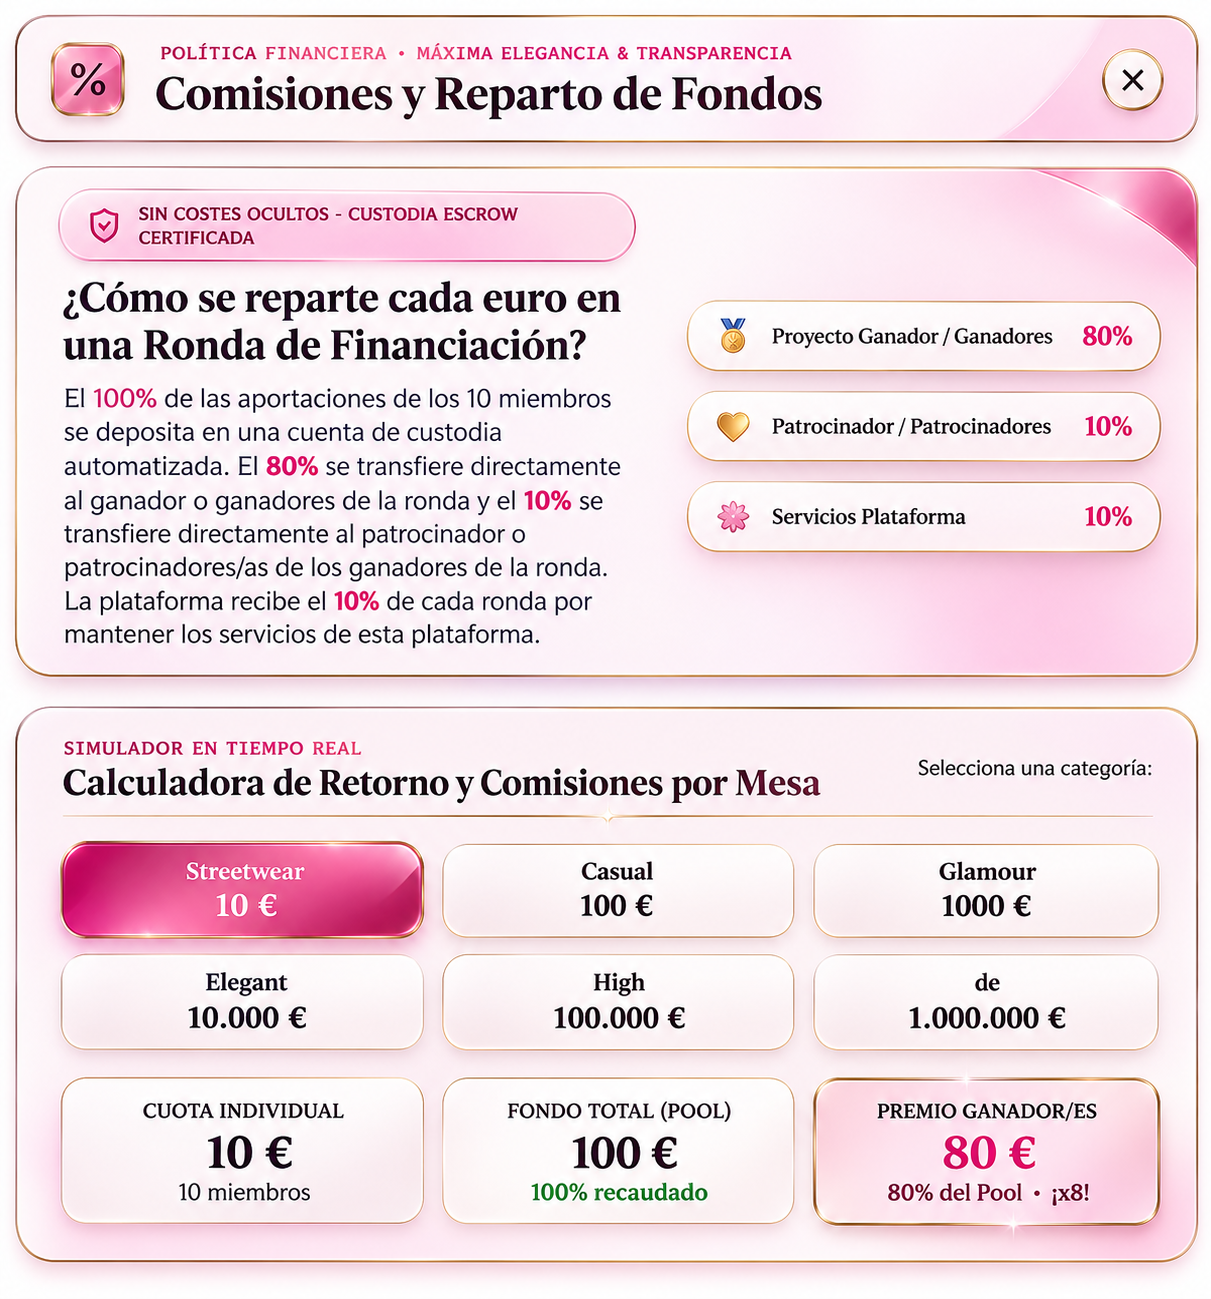 %
POLÍTICA FINANCIERA • MÁXIMA ELEGANCIA & TRANSPARENCIA
Comisiones y Reparto de Fondos
SIN COSTES OCULTOS - CUSTODIA ESCROW
CERTIFICADA
¿Cómo se reparte cada euro en
una Ronda de Financiación?
El 100% de las aportaciones de los 10 miembros
se deposita en una cuenta de custodia
automatizada. El 80% se transfiere directamente
al ganador o ganadores de la ronda y el 10% se
transfiere directamente al patrocinador o
patrocinadores/as de los ganadores de la ronda.
La plataforma recibe el 10% de cada ronda por
mantener los servicios de esta plataforma.
Proyecto Ganador / Ganadores 80%
Patrocinador / Patrocinadores 10%
Servicios Plataforma 10%
SIMULADOR EN TIEMPO REAL
Calculadora de Retorno y Comisiones por Mesa
Selecciona una categoría:
Streetwear
10 €
Casual
100 €
Glamour
1000 €
Elegant
10.000 €
High
100.000 €
de
1.000.000 €
CUOTA INDIVIDUAL
10 €
10 miembros
FONDO TOTAL (POOL)
100 €
100% recaudado
PREMIO GANADOR/ES
80 €
80% del Pool • ¡x8!